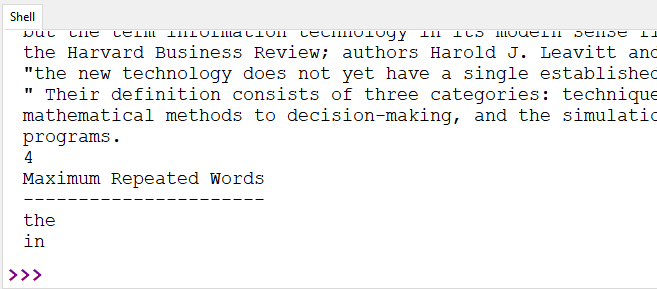 Shell
but the term information technology in its modern sense
the Harvard Business Review; authors Harold J. Leavitt and
"the new technology does not yet have a single established
" Their definition consists of three categories: technique
mathematical methods to decision-making, and the simulatio
programs.
4
Maximum Repeated Words
----------------------
the
in
>>>